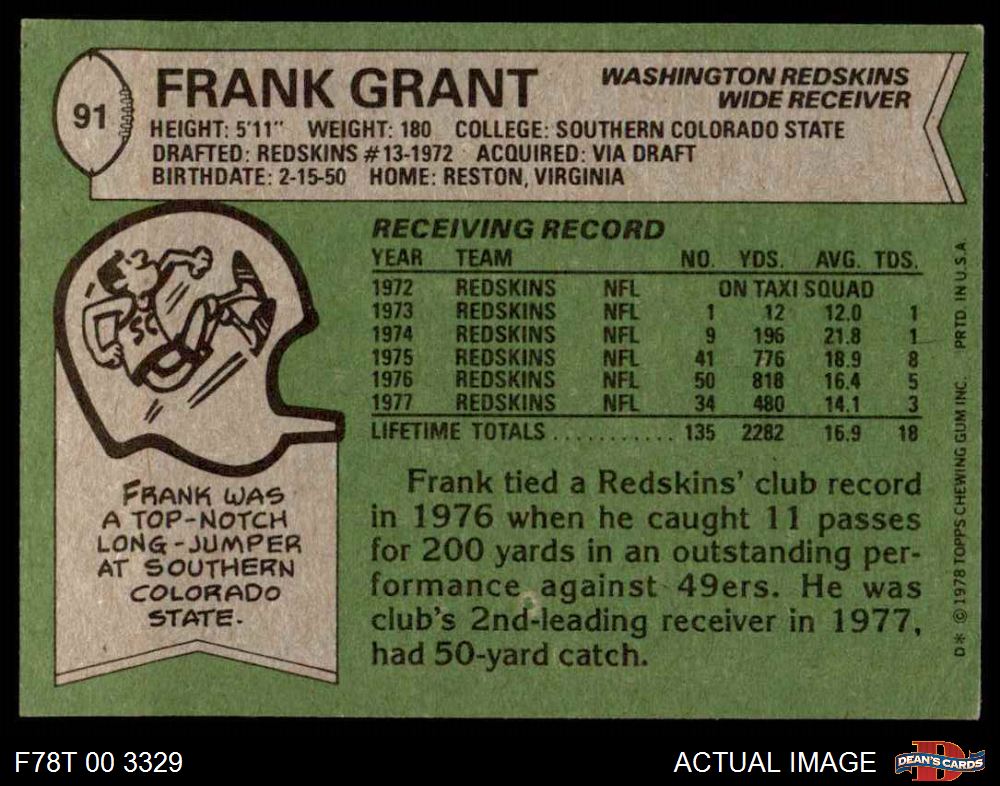 91
FRANK GRANT
WASHINGTON REDSKINS
WIDE RECEIVER
HEIGHT: 5'11" WEIGHT: 180 COLLEGE: SOUTHERN COLORADO STATE
DRAFTED: REDSKINS #13-1972 ACQUIRED: VIA DRAFT
BIRTHDATE: 2-15-50 HOME: RESTON, VIRGINIA
RECEIVING RECORD
YEAR TEAM NO. YDS. AVG. TDS.
1972 REDSKINS NFL ON TAXI SQUAD
1973 REDSKINS NFL 1 12 12.0 1
1974 REDSKINS NFL 9 196 21.8 1
1975 REDSKINS NFL 41 776 18.9 8
1976 REDSKINS NFL 50 818 16.4 5
1977 REDSKINS NFL 34 480 14.1 3
LIFETIME TOTALS ........... 135 2282 16.9 18
SC
FRANK WAS
A TOP-NOTCH
LONG-JUMPER
AT SOUTHERN
COLORADO
STATE.
Frank tied a Redskins' club record
in 1976 when he caught 11 passes
for 200 yards in an outstanding per-
formance against 49ers. He was
club's 2nd-leading receiver in 1977,
had 50-yard catch.
D* © 1978 TOPPS CHEWING GUM INC. PRTD. IN U.S.A
F78T 00 3329
ACTUAL IMAGE
D
DEAN'S CARDS